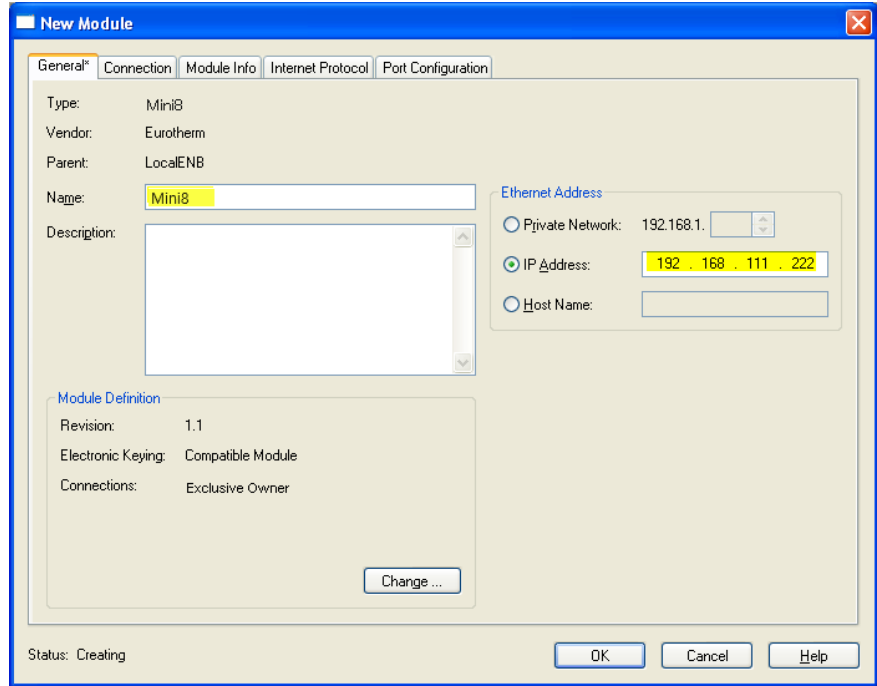 New Module
General* Connection Module Info Internet Protocol Port Configuration
Type: Mini8
Vendor: Eurotherm
Parent: LocalENB
Name: Mini8
Description:
Ethernet Address
Private Network: 192.168.1.
IP Address: 192 . 168 . 111 . 222
Host Name:
Module Definition
Revision: 1.1
Electronic Keying: Compatible Module
Connections: Exclusive Owner
Change ...
Status: Creating
OK Cancel Help